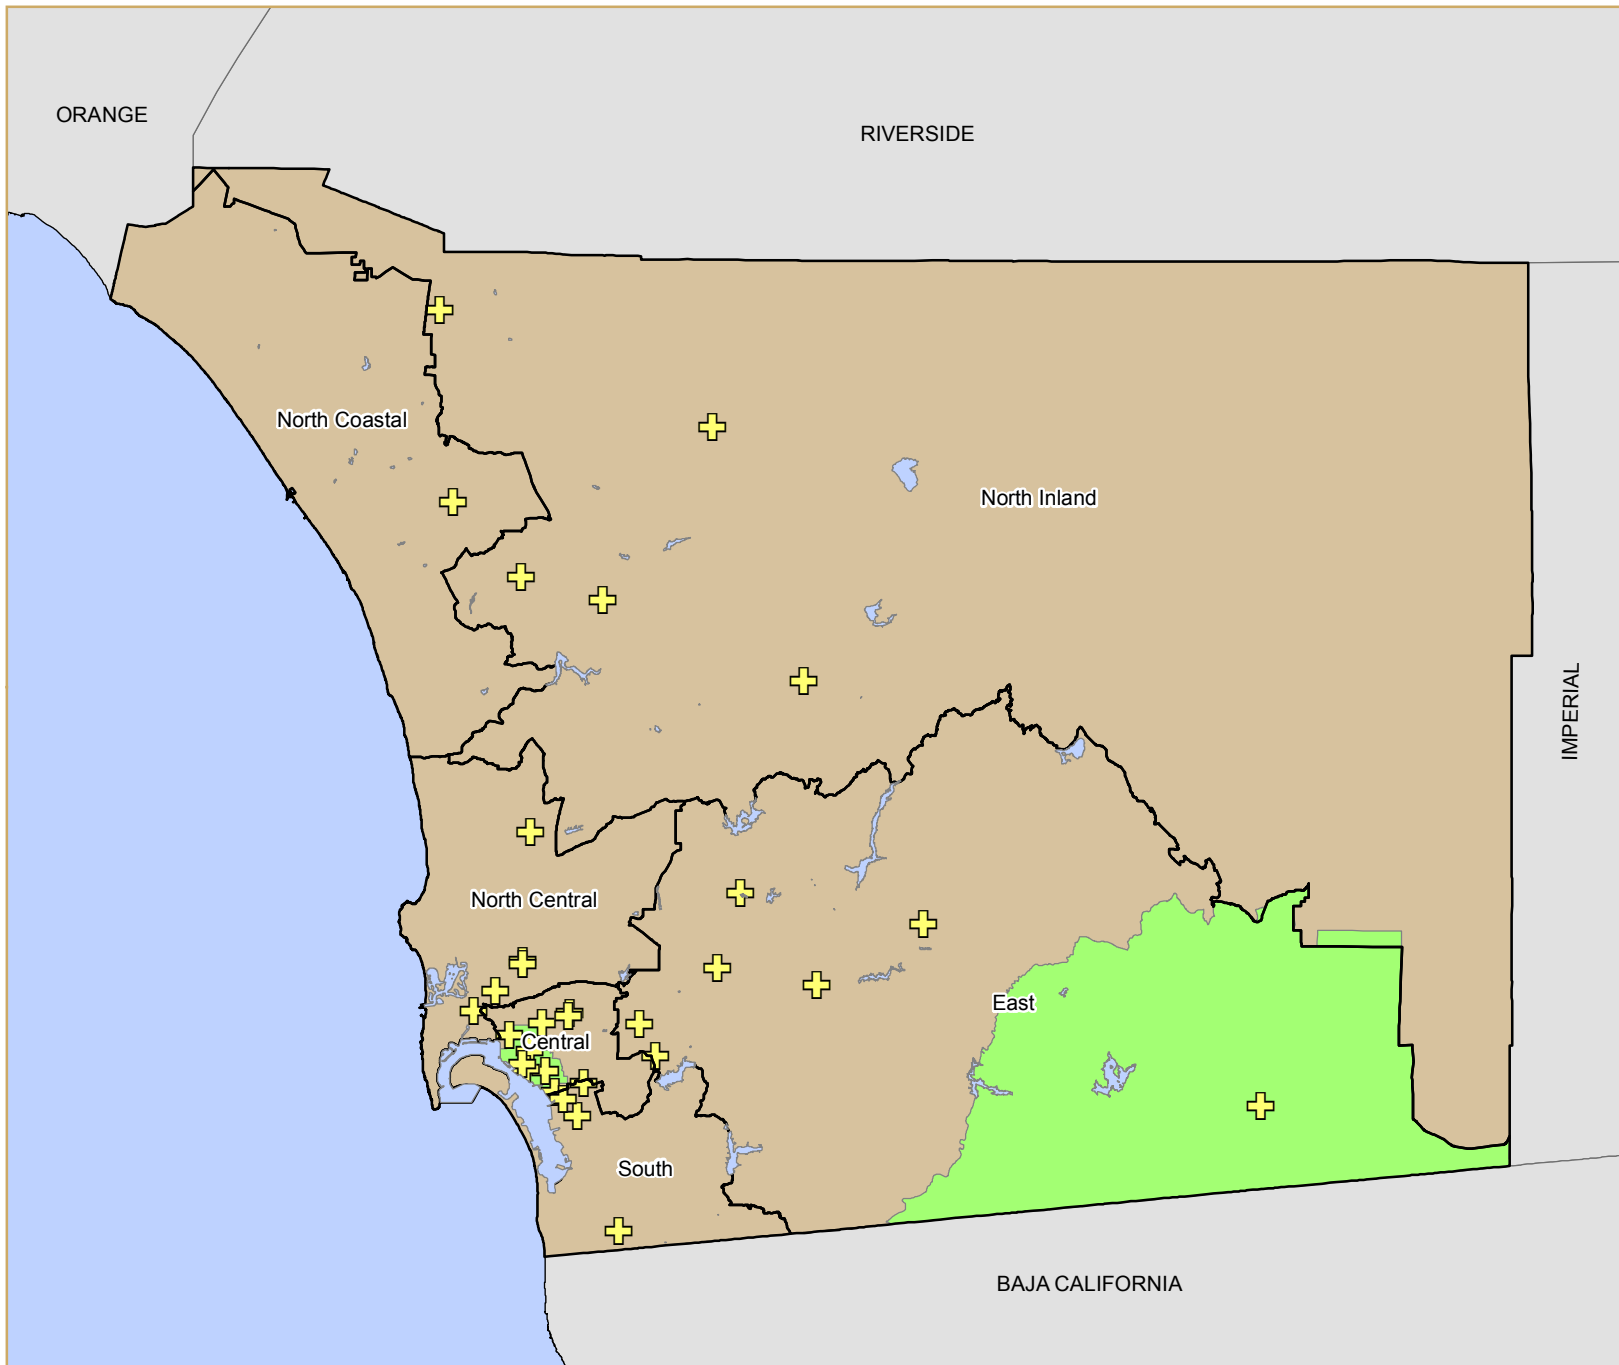 ORANGE
RIVERSIDE
North Coastal
North Inland
IMPERIAL
North Central
East
Central
South
BAJA CALIFORNIA